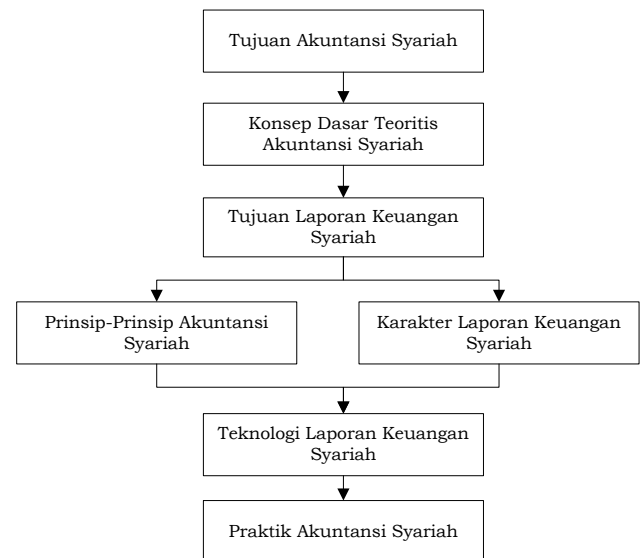 Tujuan Akuntansi Syariah
Konsep Dasar Teoritis
Akuntansi Syariah
Tujuan Laporan Keuangan
Syariah
Prinsip-Prinsip Akuntansi
Syariah
Karakter Laporan Keuangan
Syariah
Teknologi Laporan Keuangan
Syariah
Praktik Akuntansi Syariah